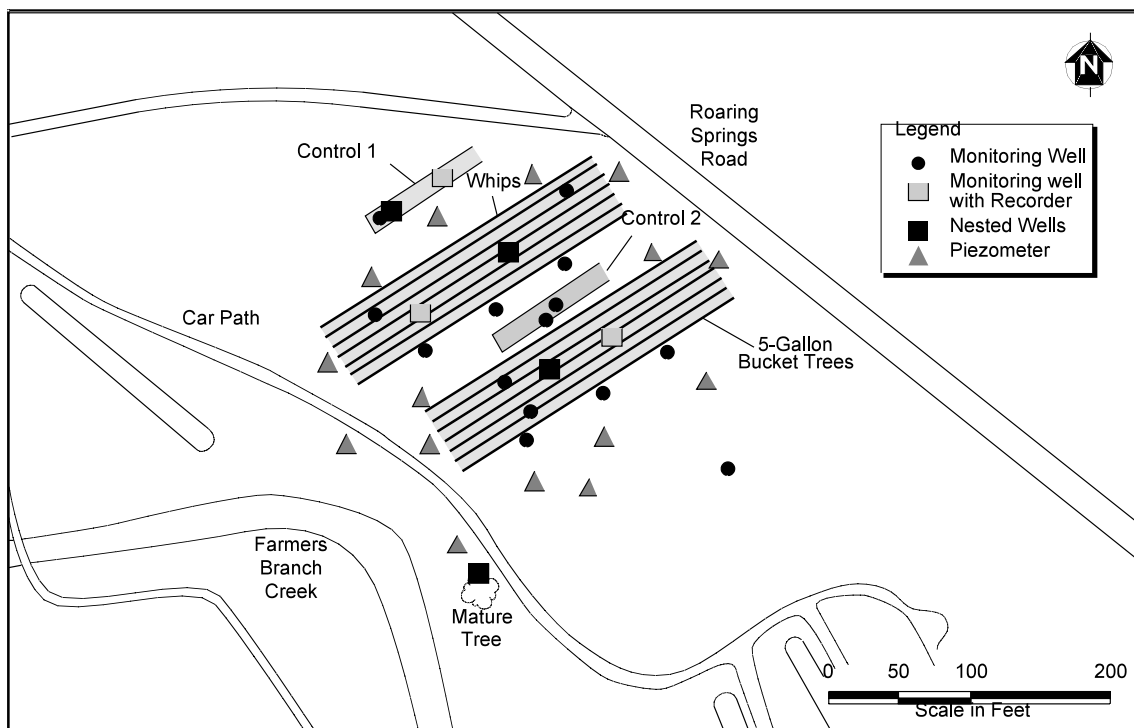 N
Roaring
Springs
Road
Legend
Monitoring Well
Monitoring well
with Recorder
Nested Wells
Piezometer
Control 1
Whips
Control 2
Car Path
5-Gallon
Bucket Trees
Farmers
Branch
Creek
Mature
Tree
0 50 100 200
Scale in Feet